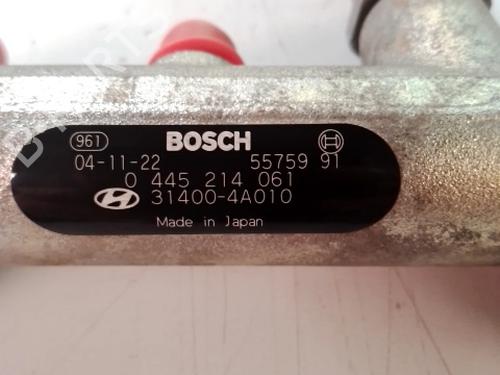 961 BOSCH
04-11-22 55759 91
0 445 214 061
31400-4A010
Made in Japan